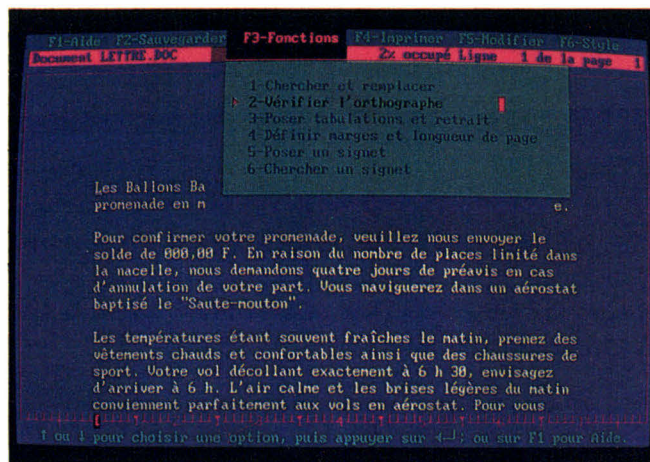 F1-Aide F2-Sauvegarder F3-Fonctions F4-Imprimer F5-Modifier F6-Style
Document LETTRE.DOC 2% occupé Ligne 1 de la page 1
1-Chercher et remplacer
2-Vérifier l'orthographe
3-Poser tabulations et retrait
4-Définir marges et longueur de page
5-Poser un signet
6-Chercher un signet
Les Ballons Ba
promenade en m e.
Pour confirmer votre promenade, veuillez nous envoyer le
solde de 000,00 F. En raison du nombre de places limité dans
la nacelle, nous demandons quatre jours de préavis en cas
d'annulation de votre part. Vous naviguerez dans un aérostat
baptisé le "Saute-mouton".
Les températures étant souvent fraîches le matin, prenez des
vêtements chauds et confortables ainsi que des chaussures de
sport. Votre vol décollant exactement à 6 h 30, envisagez
d'arriver à 6 h. L'air calme et les brises légères du matin
conviennent parfaitement aux vols en aérostat. Pour vous
↑ ou ↓ pour choisir une option, puis appuyer sur ◄─┘; ou sur F1 pour Aide.